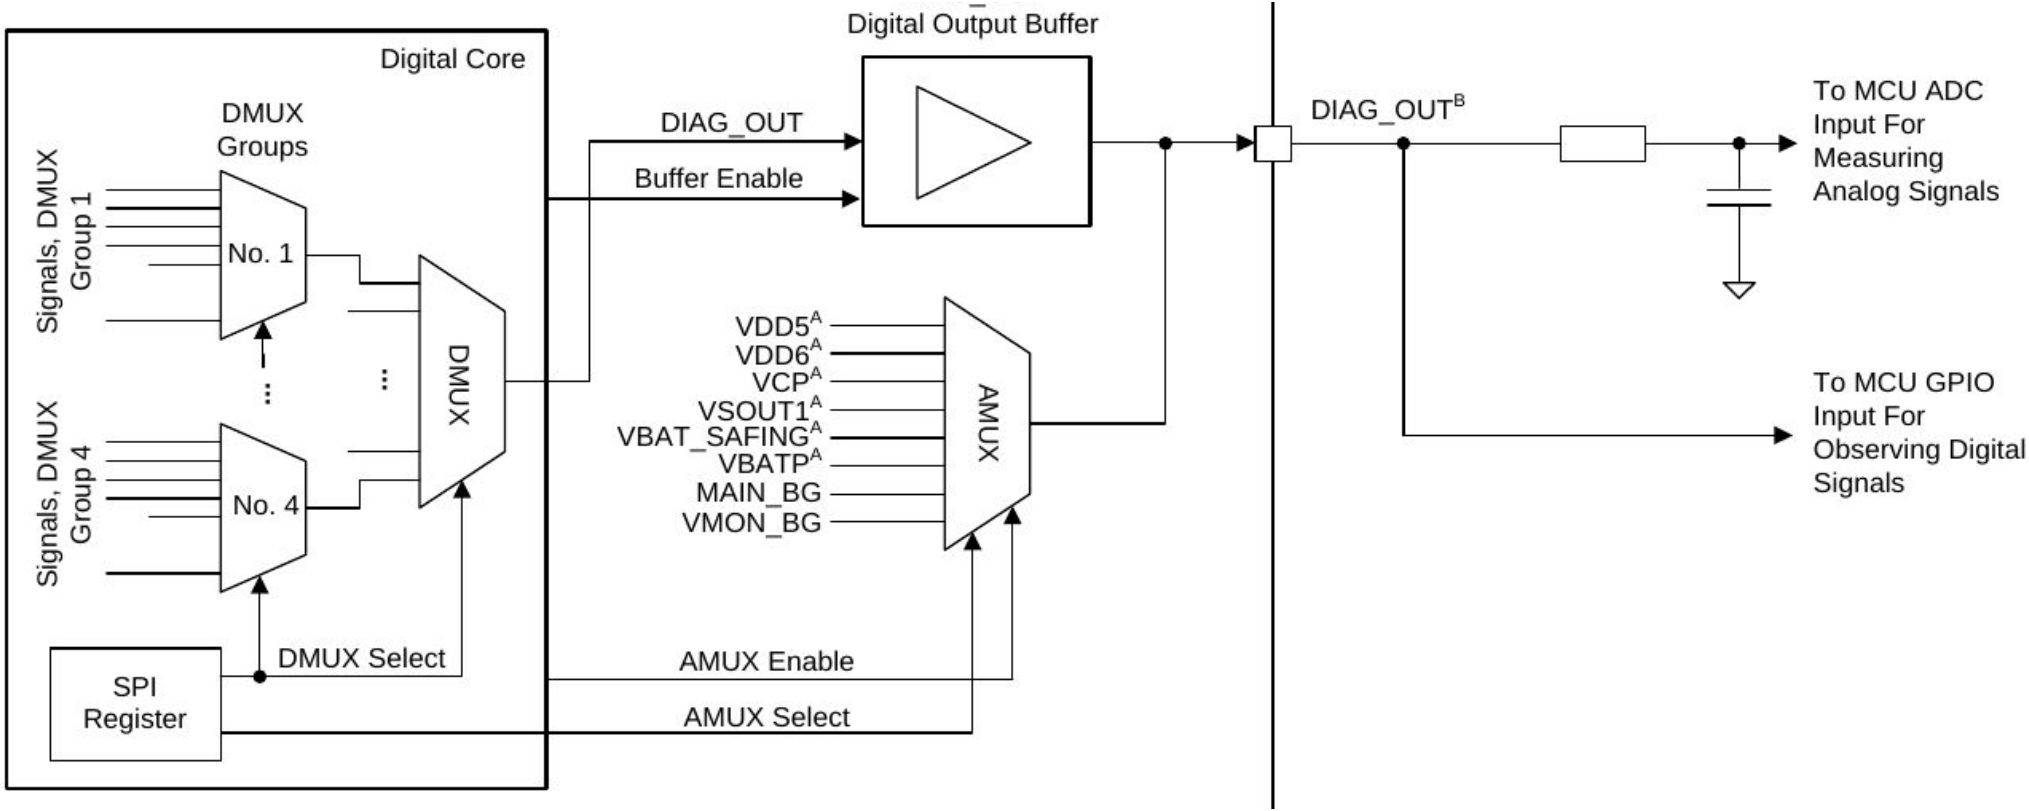 Digital Output Buffer
Digital Core
DMUX
Groups
Signals, DMUX
Group 1
No. 1
...
Signals, DMUX
Group 4
No. 4
...
DMUX
SPI
Register
DMUX Select
DIAG_OUT
Buffer Enable
VDD5A
VDD6A
VCPA
VSOUT1A
VBAT_SAFINGA
VBATPA
MAIN_BG
VMON_BG
AMUX
AMUX Enable
AMUX Select
DIAG_OUTB
To MCU ADC
Input For
Measuring
Analog Signals
To MCU GPIO
Input For
Observing Digital
Signals